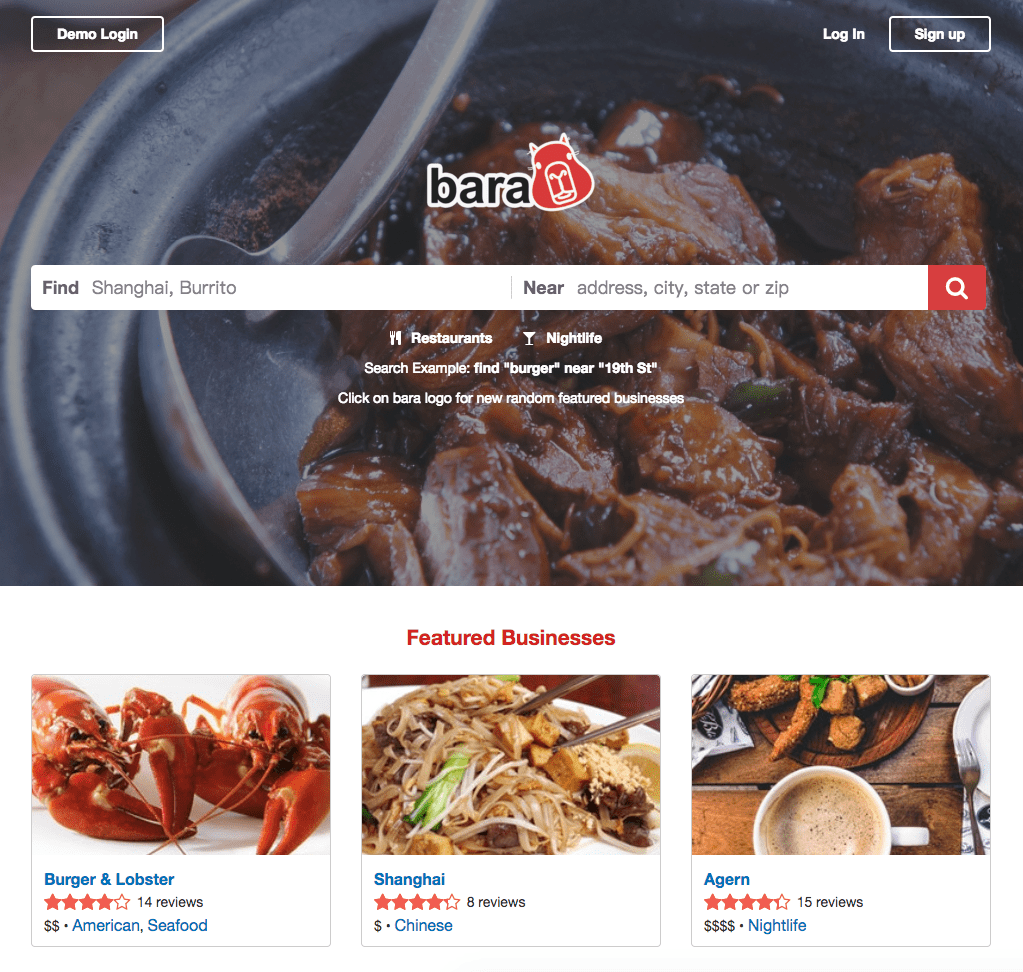 Demo Login
Log In
Sign up
bara
Find Shanghai, Burrito
Near address, city, state or zip
Restaurants
Nightlife
Search Example: find "burger" near "19th St"
Click on bara logo for new random featured businesses
Featured Businesses
Burger & Lobster
14 reviews
$$ • American, Seafood
Shanghai
8 reviews
$ • Chinese
Agern
15 reviews
$$$$ • Nightlife